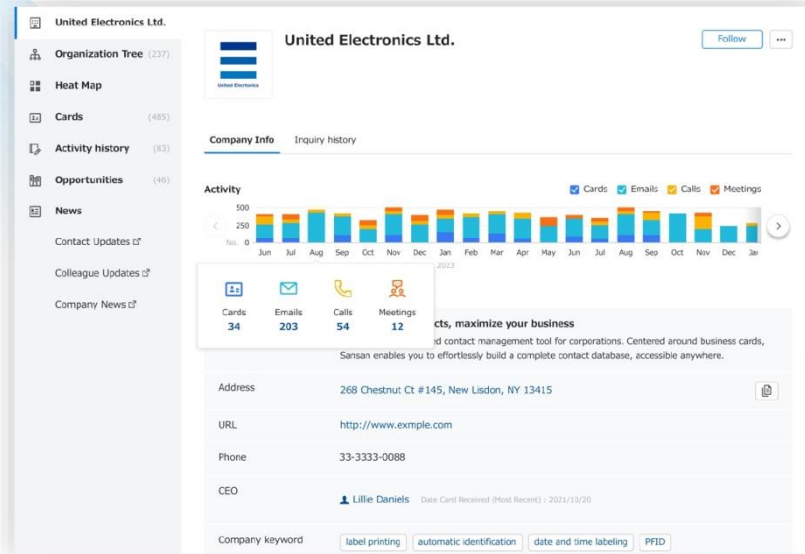 United Electronics Ltd.
Organization Tree (237)
Heat Map
Cards (485)
Activity history (83)
Opportunities (46)
News
Contact Updates
Colleague Updates
Company News
United Electronics
United Electronics Ltd.
Follow
Company Info Inquiry history
Activity
Cards Emails Calls Meetings
500
250
No. 0
Jun Jul Aug Sep Oct Nov Dec Jan Feb Mar Apr May Jun Jul Aug Sep Oct Nov Dec Jai
2023
Cards Emails Calls Meetings
34 203 54 12
cts, maximize your business
ed contact management tool for corporations. Centered around business cards,
Sansan enables you to effortlessly build a complete contact database, accessible anywhere.
Address 268 Chestnut Ct #145, New Lisdon, NY 13415
URL http://www.exmple.com
Phone 33-3333-0088
CEO Lillie Daniels Date Card Received (Most Recent) : 2021/10/20
Company keyword label printing automatic identification date and time labeling PFID